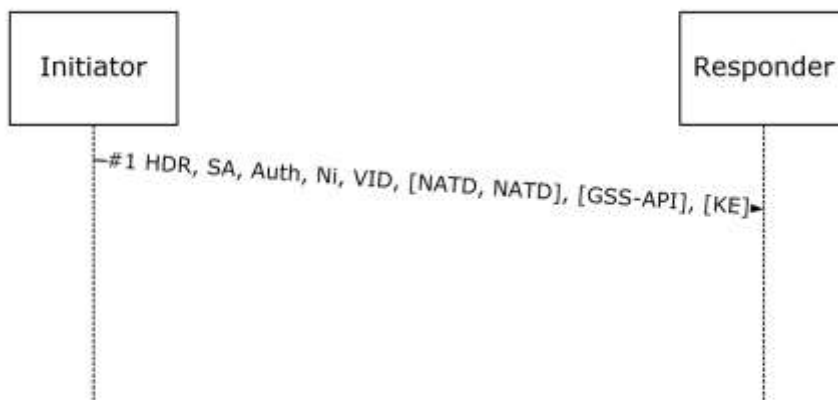 Initiator
Responder
#1 HDR, SA, Auth, Ni, VID, [NATD, NATD], [GSS-API], [KE]